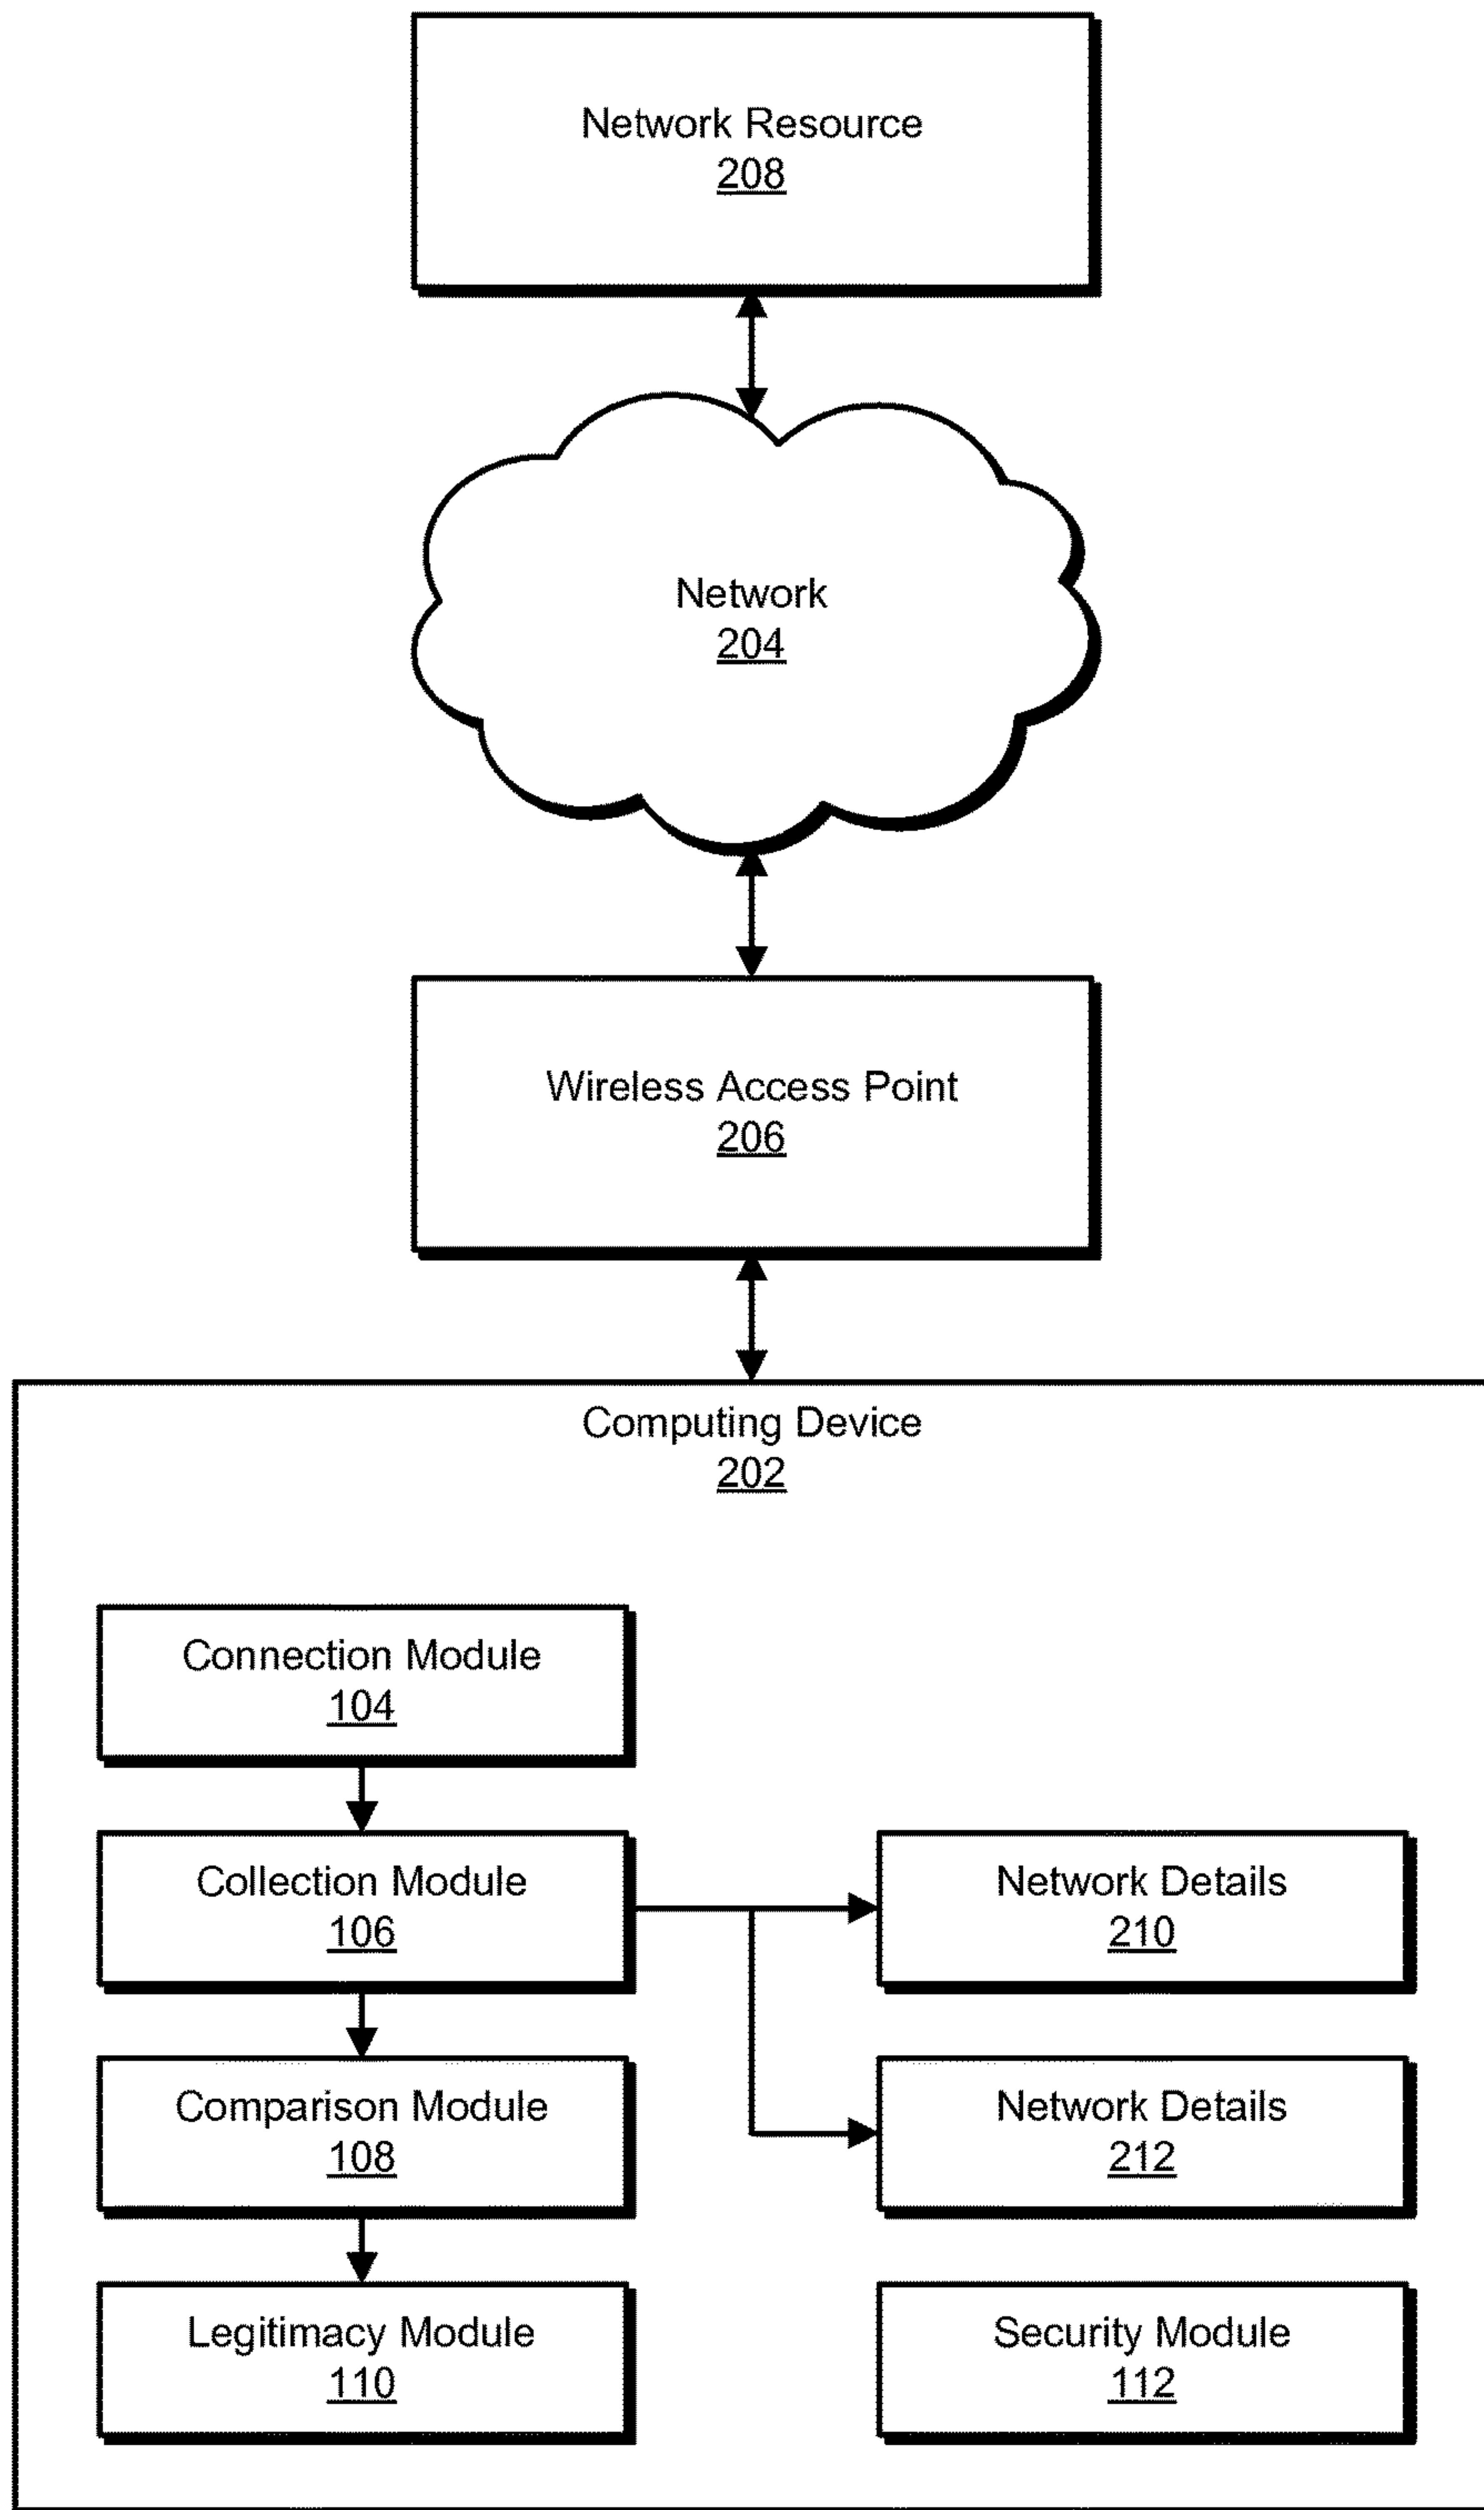 Network Resource
208
Network
204
Wireless Access Point
206
Computing Device
202
Connection Module
104
Collection Module
106
Network Details
210
Comparison Module
108
Network Details
212
Legitimacy Module
110
Security Module
112